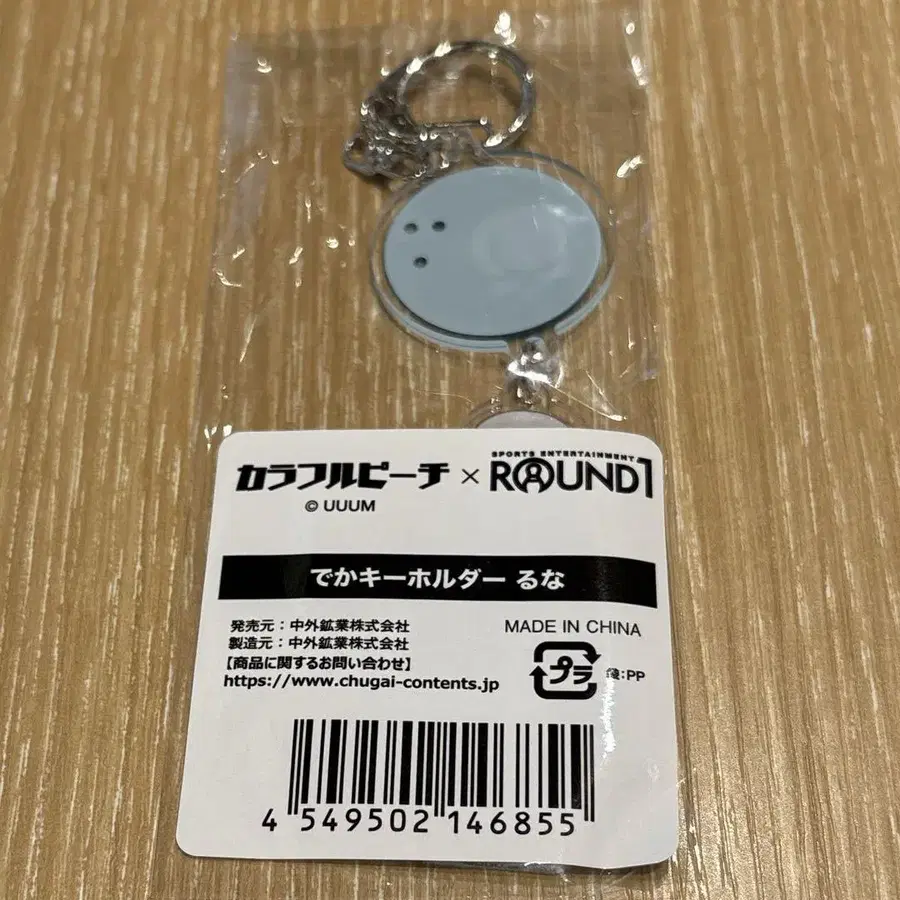 カラフルピーチ × SPORTS ENTERTAINMENT ROUND1
© UUUM
でかキーホルダー るな
発売元：中外鉱業株式会社
製造元：中外鉱業株式会社
【商品に関するお問い合わせ】
https://www.chugai-contents.jp
MADE IN CHINA
プラ
袋:PP
4 549502 146855